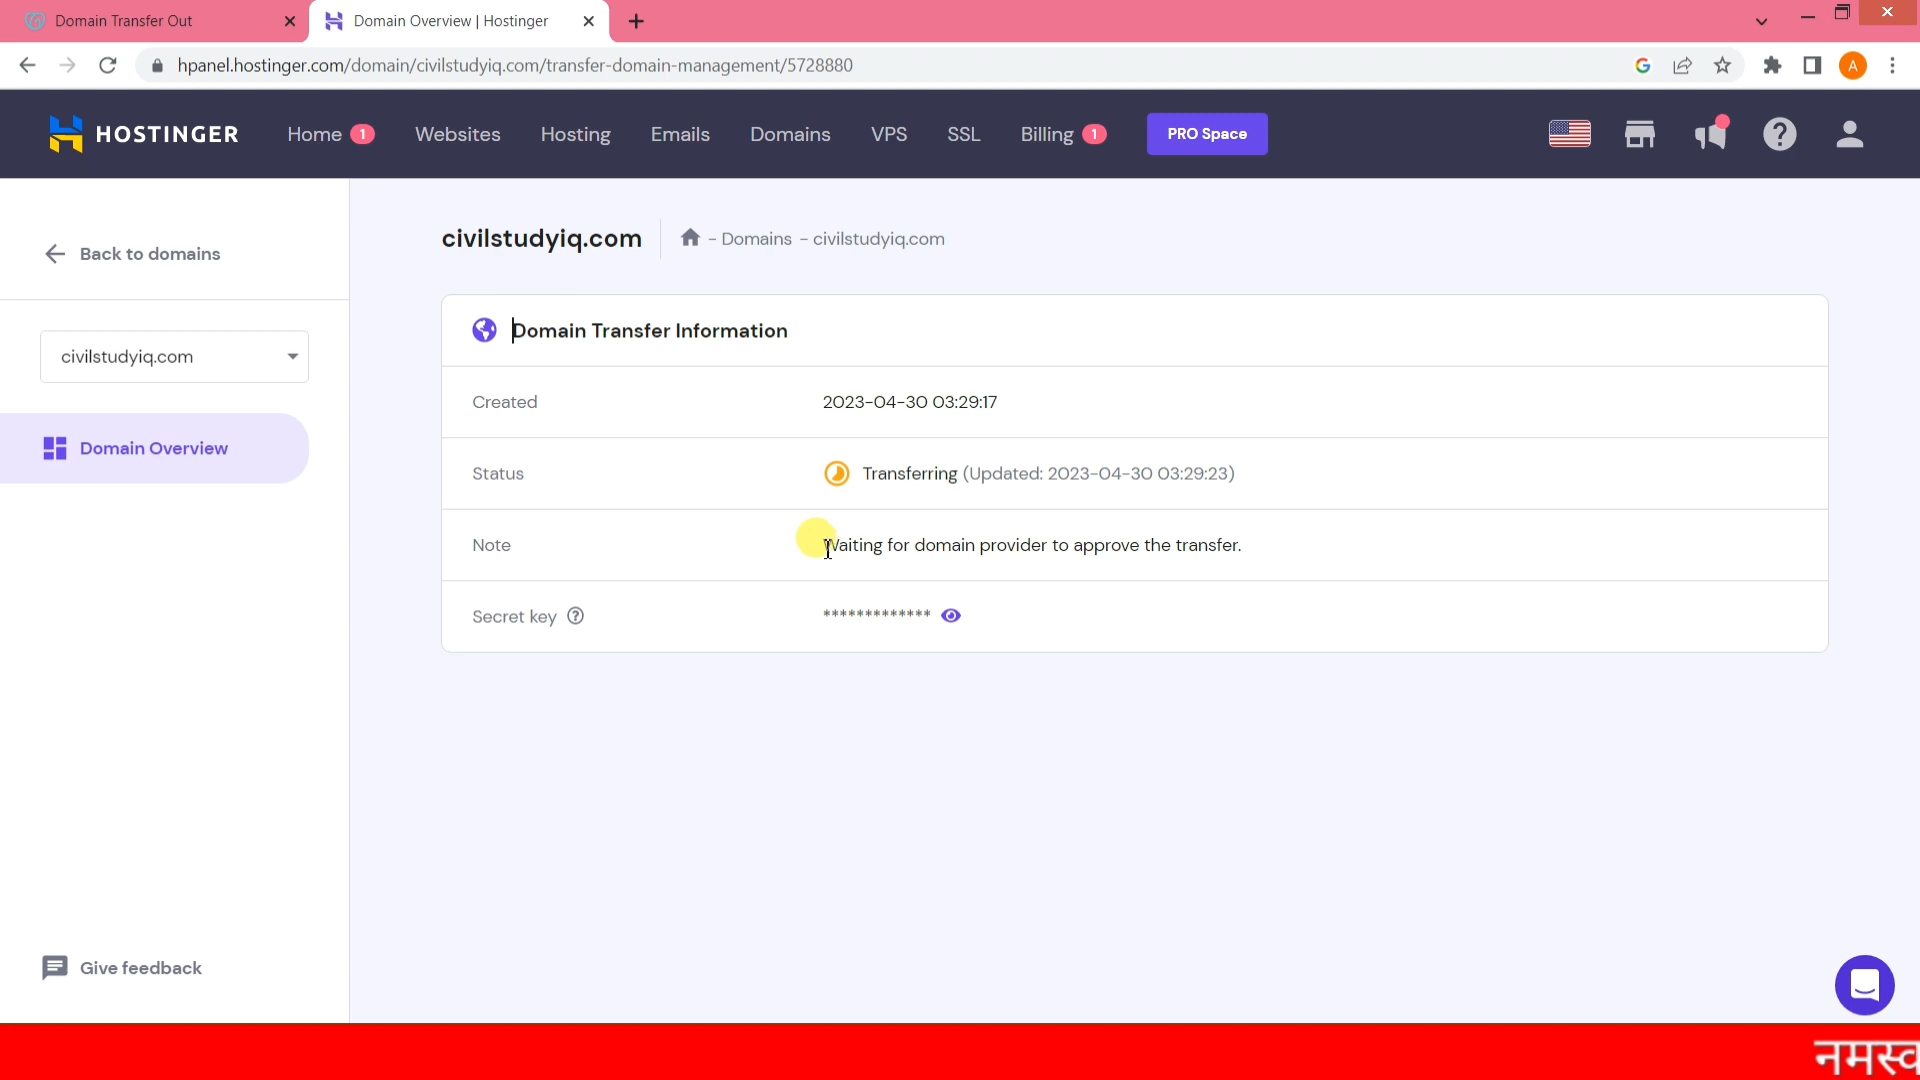 Domain Transfer Out
Domain Overview | Hostinger
hpanel.hostinger.com/domain/civilstudyiq.com/transfer-domain-management/5728880
G
A
HOSTINGER
Home 1
Websites
Hosting
Emails
Domains
VPS
SSL
Billing 1
PRO Space
Back to domains
civilstudyiq.com
- Domains - civilstudyiq.com
civilstudyiq.com
Domain Overview
Domain Transfer Information
Created 2023-04-30 03:29:17
Status Transferring (Updated: 2023-04-30 03:29:23)
Note Waiting for domain provider to approve the transfer.
Secret key ? *************
Give feedback